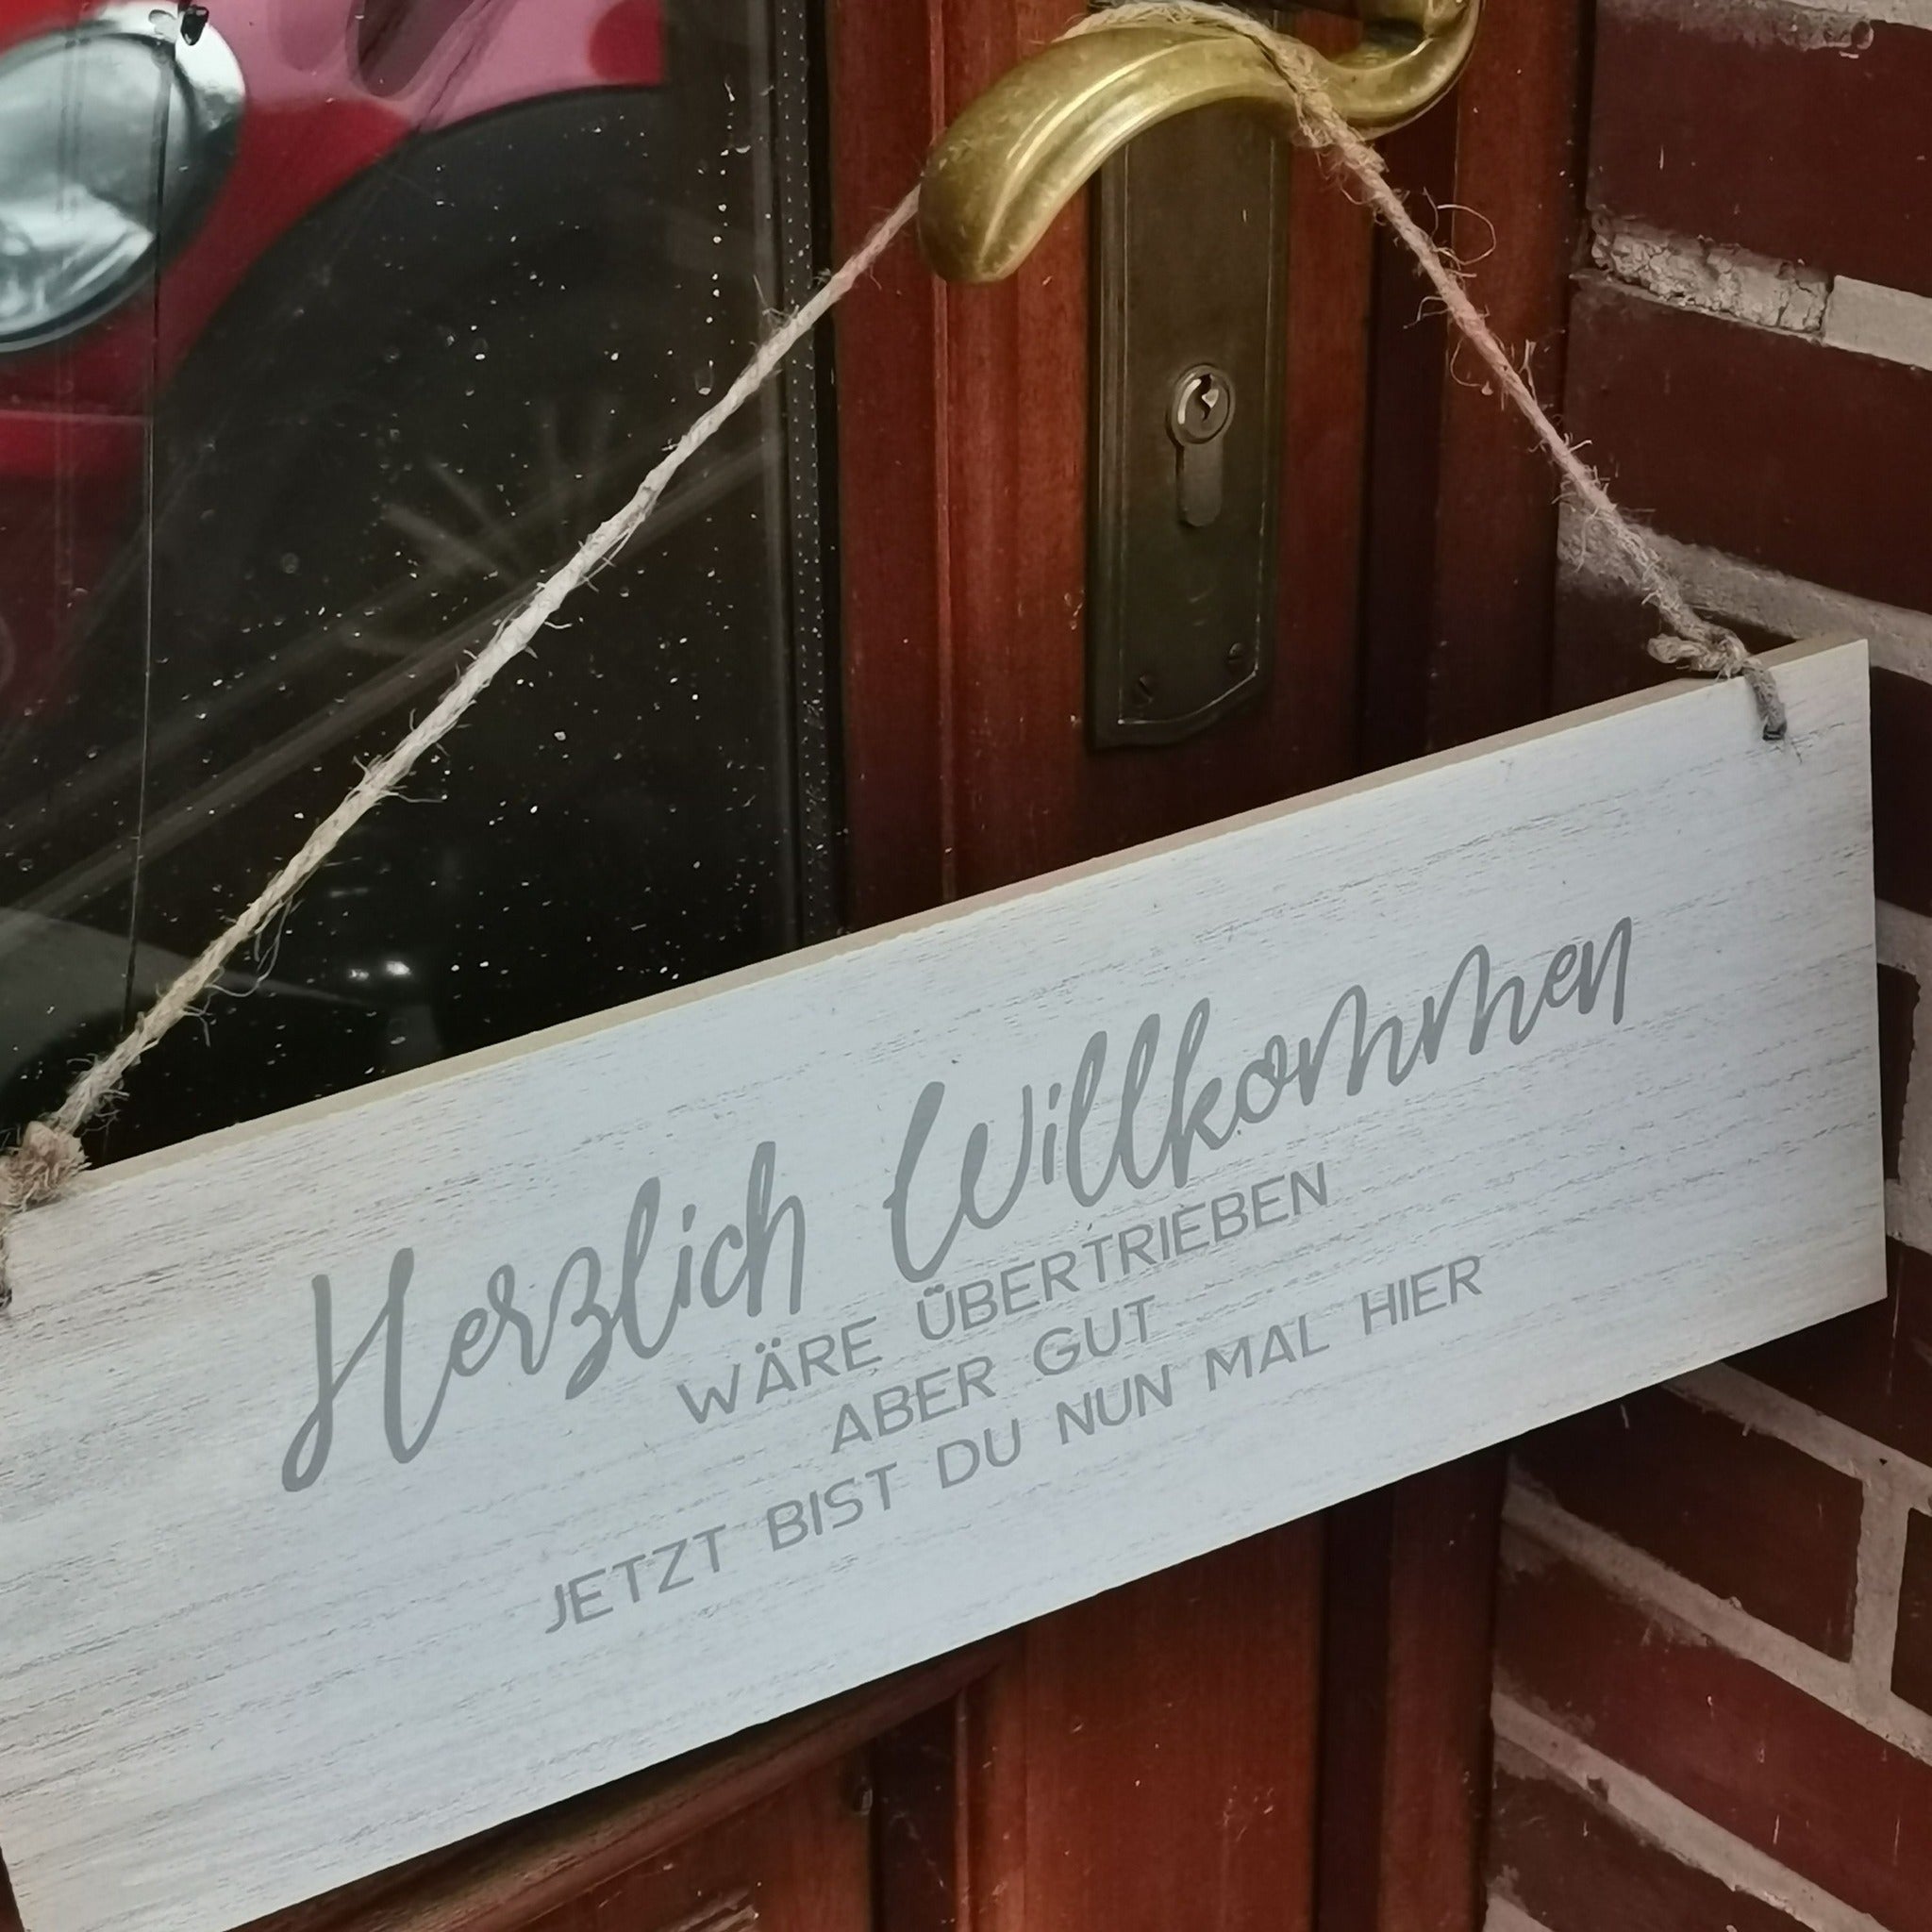 Herzlich Willkommen
WÄRE ÜBERTRIEBEN
ABER GUT
JETZT BIST DU NUN MAL HIER